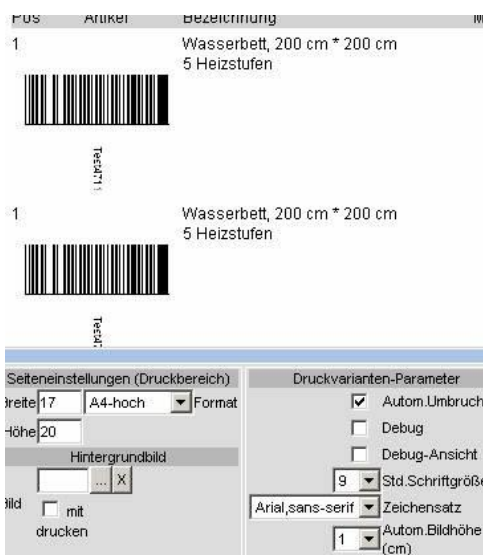 Pos Artikel Bezeichnung M
1 Wasserbett, 200 cm * 200 cm
5 Heizstufen
Test4711
1 Wasserbett, 200 cm * 200 cm
5 Heizstufen
Test4
Seiteneinstellungen (Druckbereich)
Breite 17 A4-hoch Format
Höhe 20
Hintergrundbild
... X
Bild mit
drucken
Druckvarianten-Parameter
Autom.Umbruch
Debug
Debug-Ansicht
9 Std.Schriftgröße
Arial,sans-serif Zeichensatz
1 Autom.Bildhöhe
(cm)